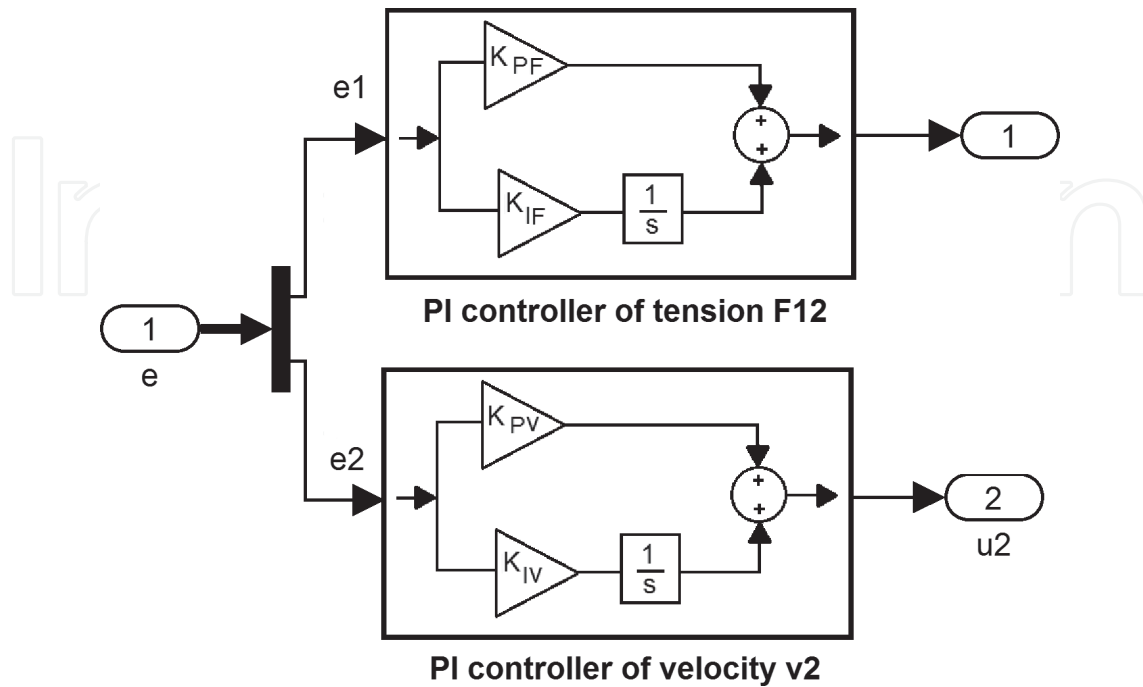 K PF
e1
+
+
1
K IF
1
s
PI controller of tension F12
1
e
K PV
e2
+
+
2
u2
K IV
1
s
PI controller of velocity v2